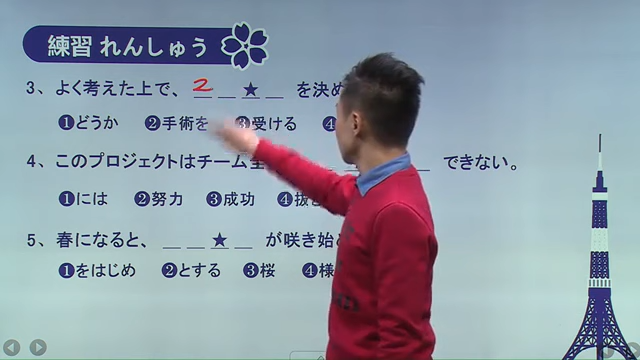 練習 れんしゅう
3、よく考えた上で、 2 ★ を決め
❶どうか ❷手術を ❸受ける ❹
4、このプロジェクトはチーム できない。
❶には ❷努力 ❸成功 ❹抜き
5、春になると、 ★ が咲き始
❶をはじめ ❷とする ❸桜 ❹様